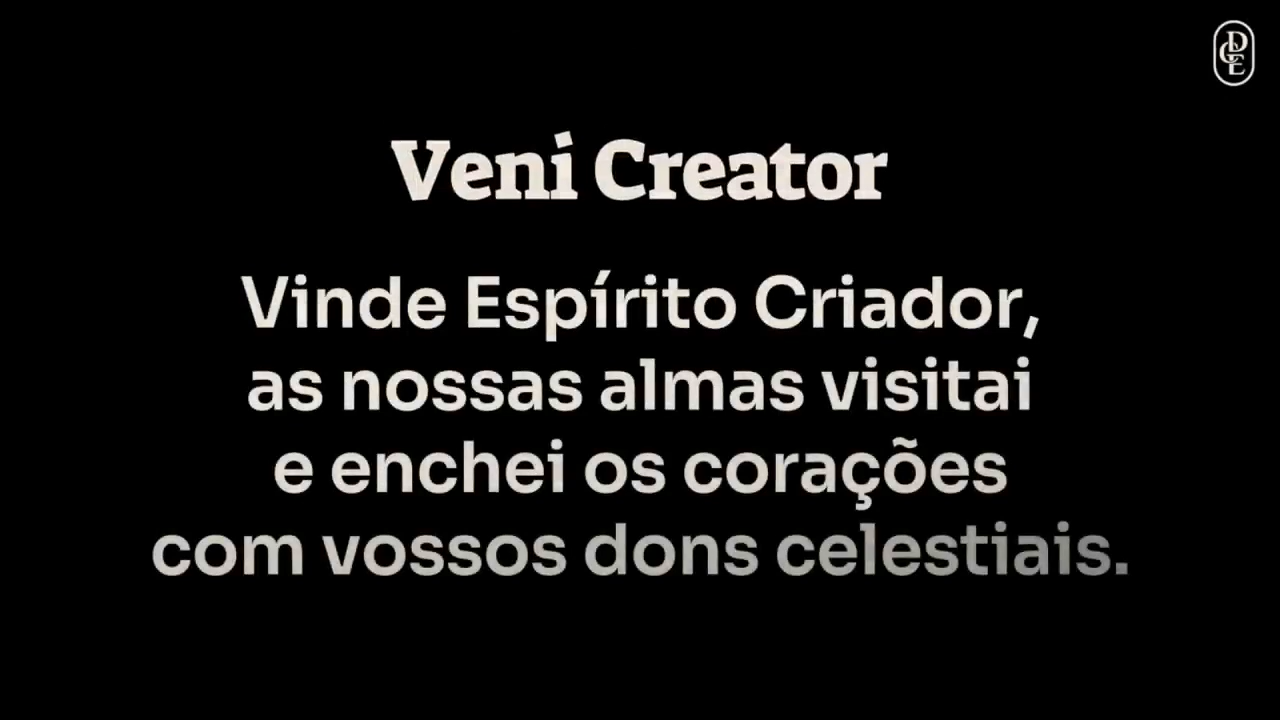 Veni Creator
Vinde Espírito Criador,
as nossas almas visitai
e enchei os corações
com vossos dons celestiais.